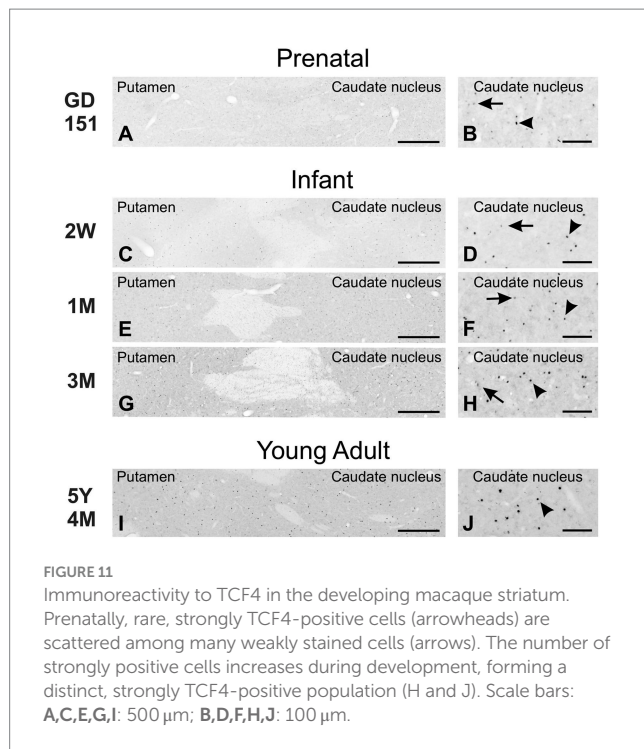 Prenatal
GD
151
Putamen
Caudate nucleus
A
Caudate nucleus
B
Infant
2W
Putamen
Caudate nucleus
C
Caudate nucleus
D
1M
Putamen
Caudate nucleus
E
Caudate nucleus
F
3M
Putamen
Caudate nucleus
G
Caudate nucleus
H
Young Adult
5Y
4M
Putamen
Caudate nucleus
I
Caudate nucleus
J
FIGURE 11
Immunoreactivity to TCF4 in the developing macaque striatum.
Prenatally, rare, strongly TCF4-positive cells (arrowheads) are
scattered among many weakly stained cells (arrows). The number of
strongly positive cells increases during development, forming a
distinct, strongly TCF4-positive population (H and J). Scale bars:
A,C,E,G,I: 500 μm; B,D,F,H,J: 100 μm.